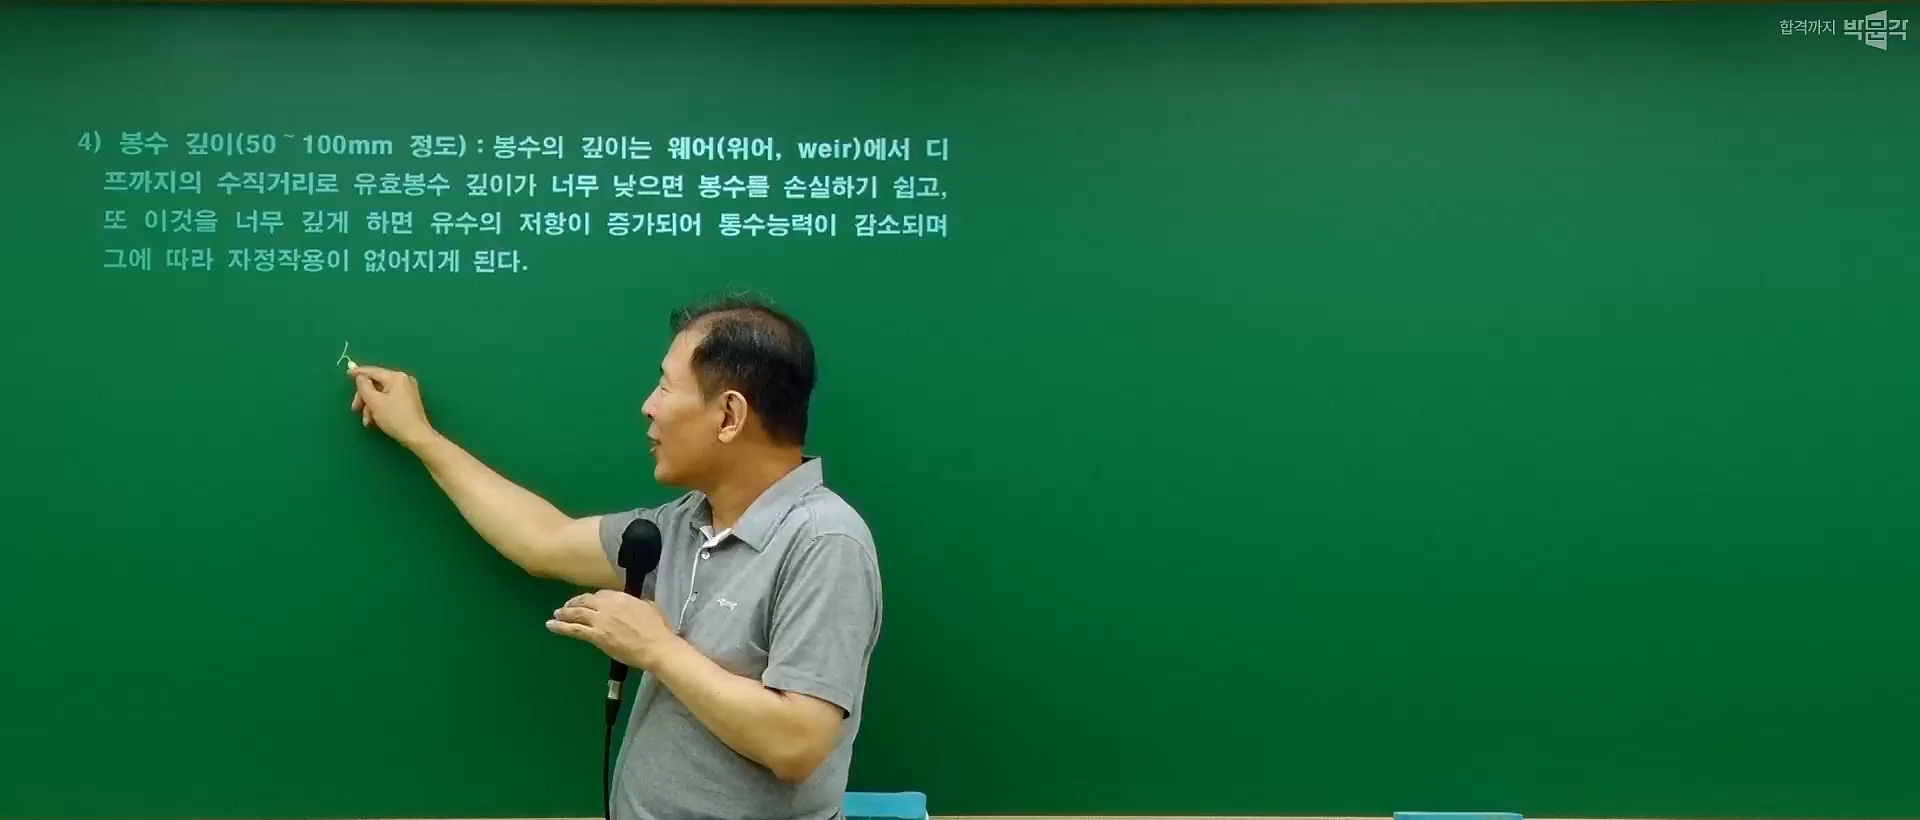 합격까지 박문각
4) 봉수 깊이(50~100mm 정도) : 봉수의 깊이는 웨어(위어, weir)에서 디
프까지의 수직거리로 유효봉수 깊이가 너무 낮으면 봉수를 손실하기 쉽고,
또 이것을 너무 깊게 하면 유수의 저항이 증가되어 통수능력이 감소되며
그에 따라 자정작용이 없어지게 된다.